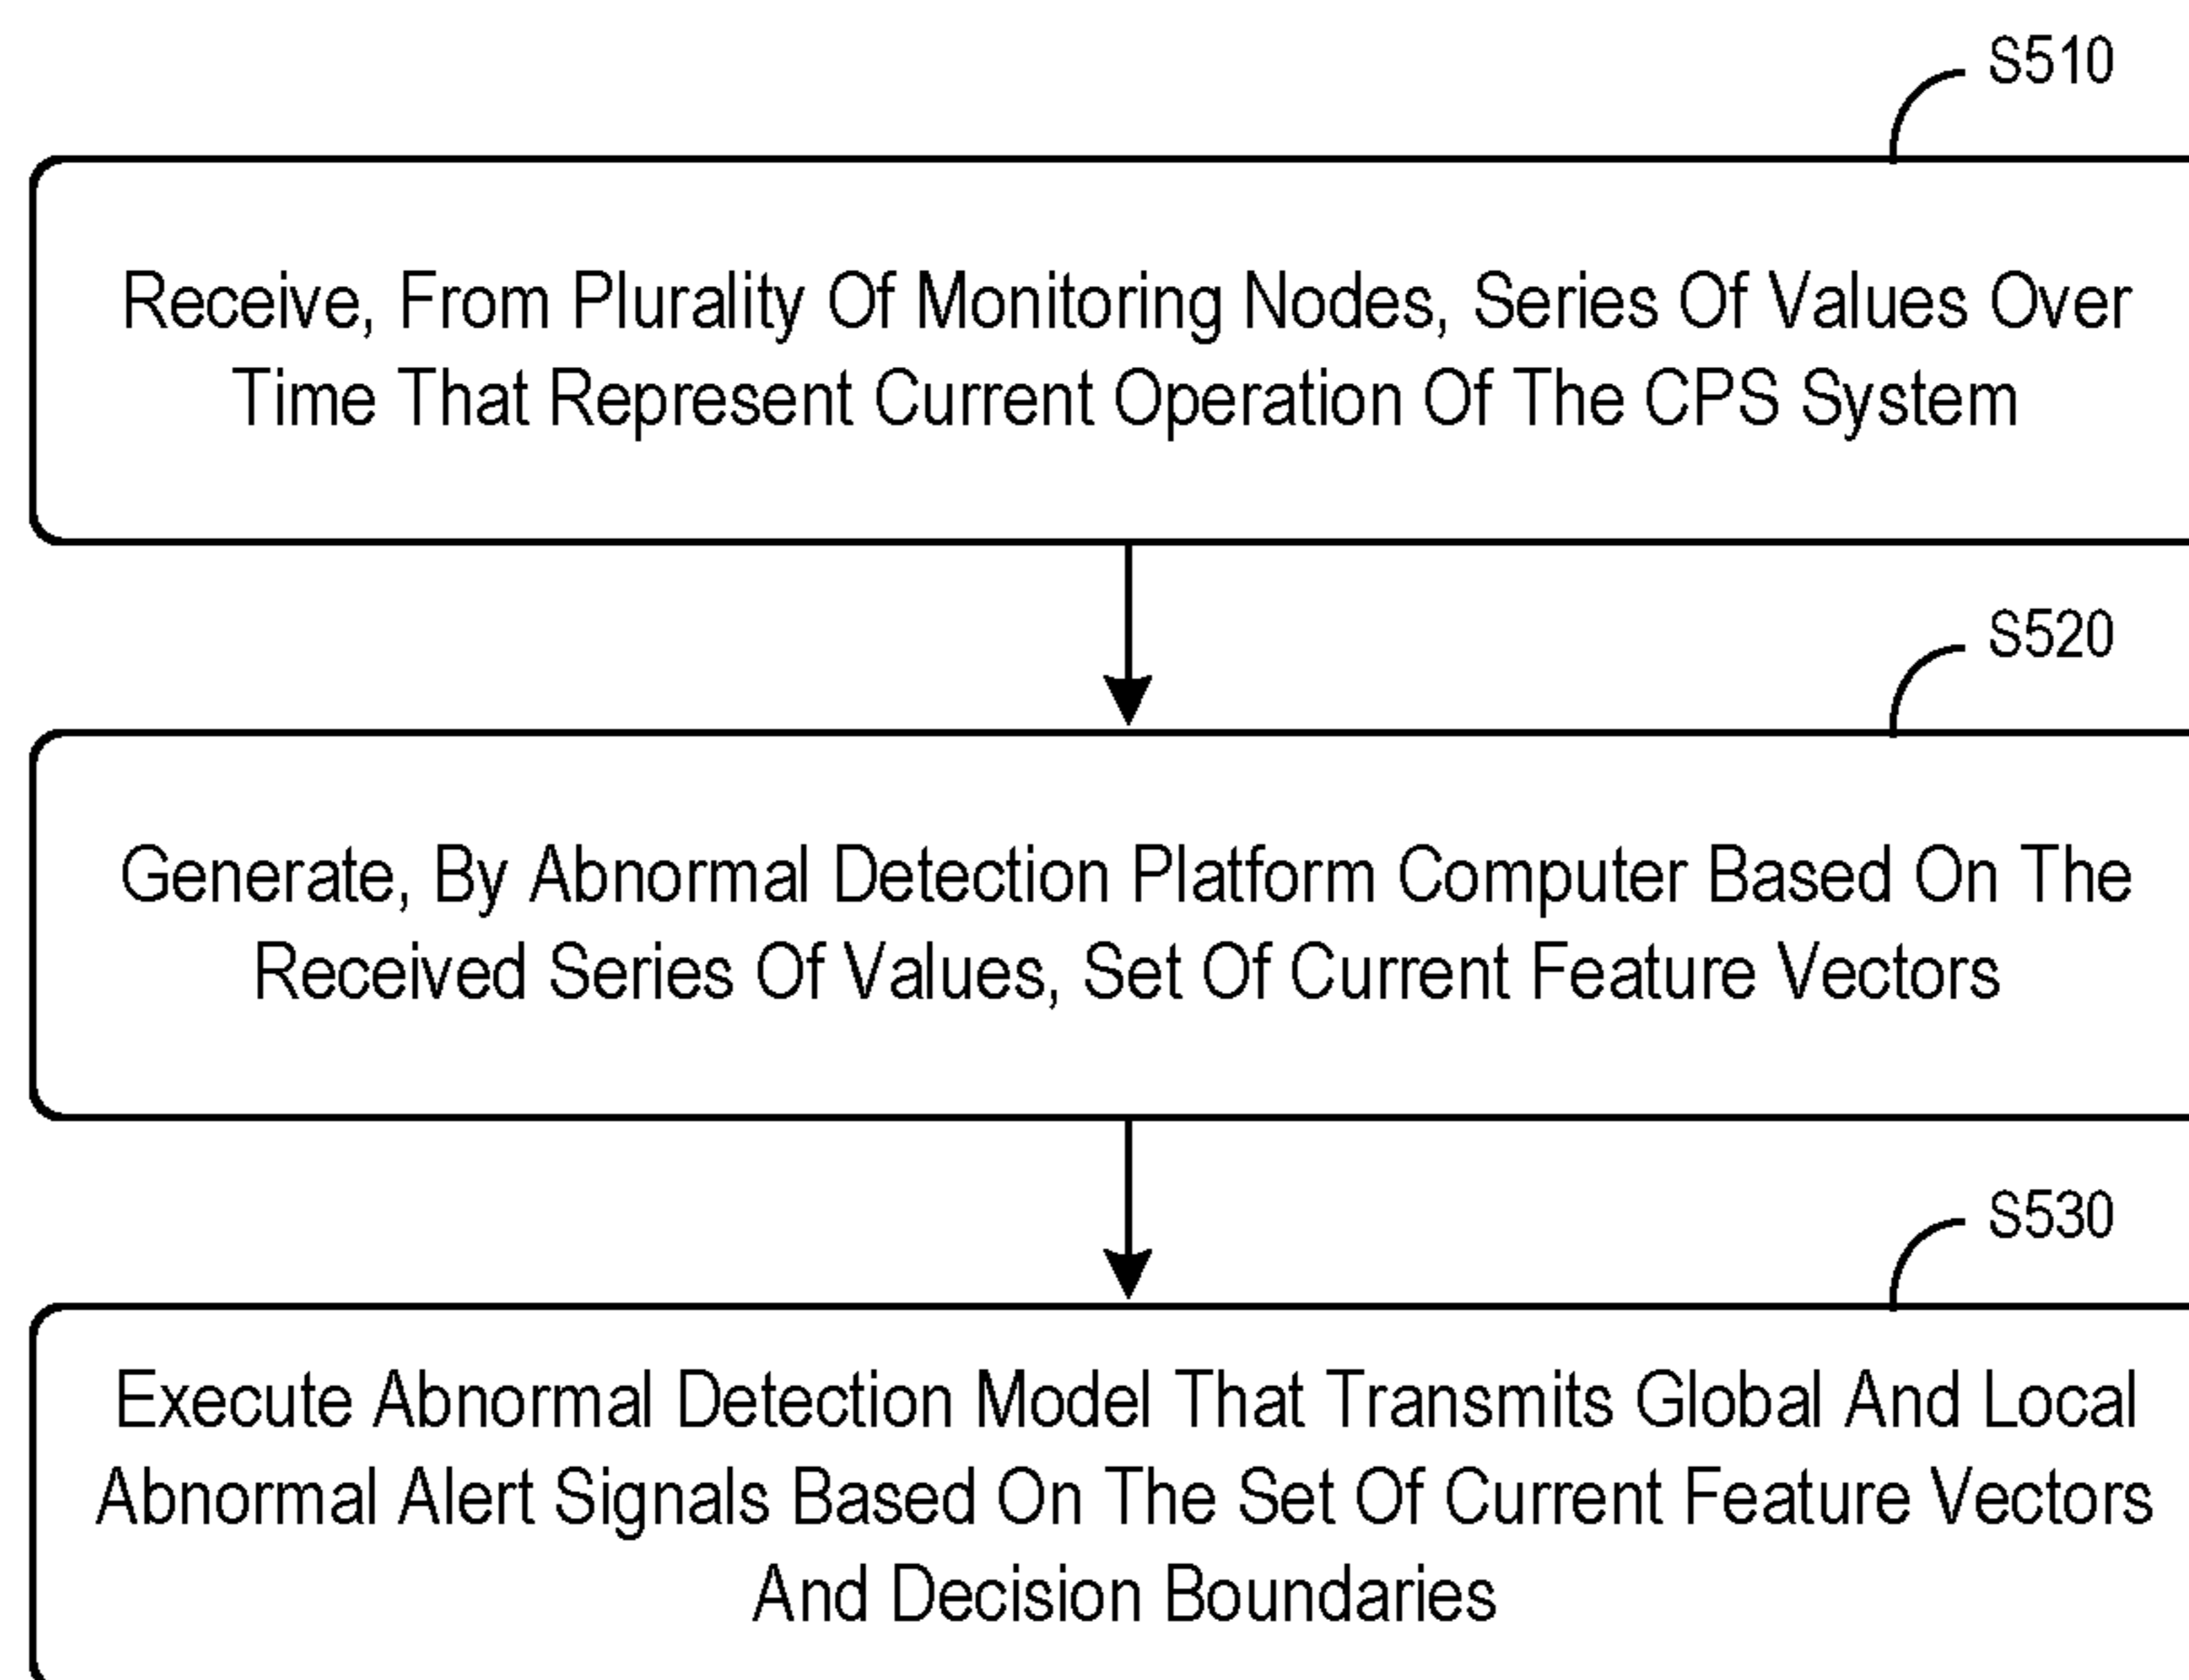 S510
Receive, From Plurality Of Monitoring Nodes, Series Of Values Over
Time That Represent Current Operation Of The CPS System
S520
Generate, By Abnormal Detection Platform Computer Based On The
Received Series Of Values, Set Of Current Feature Vectors
S530
Execute Abnormal Detection Model That Transmits Global And Local
Abnormal Alert Signals Based On The Set Of Current Feature Vectors
And Decision Boundaries